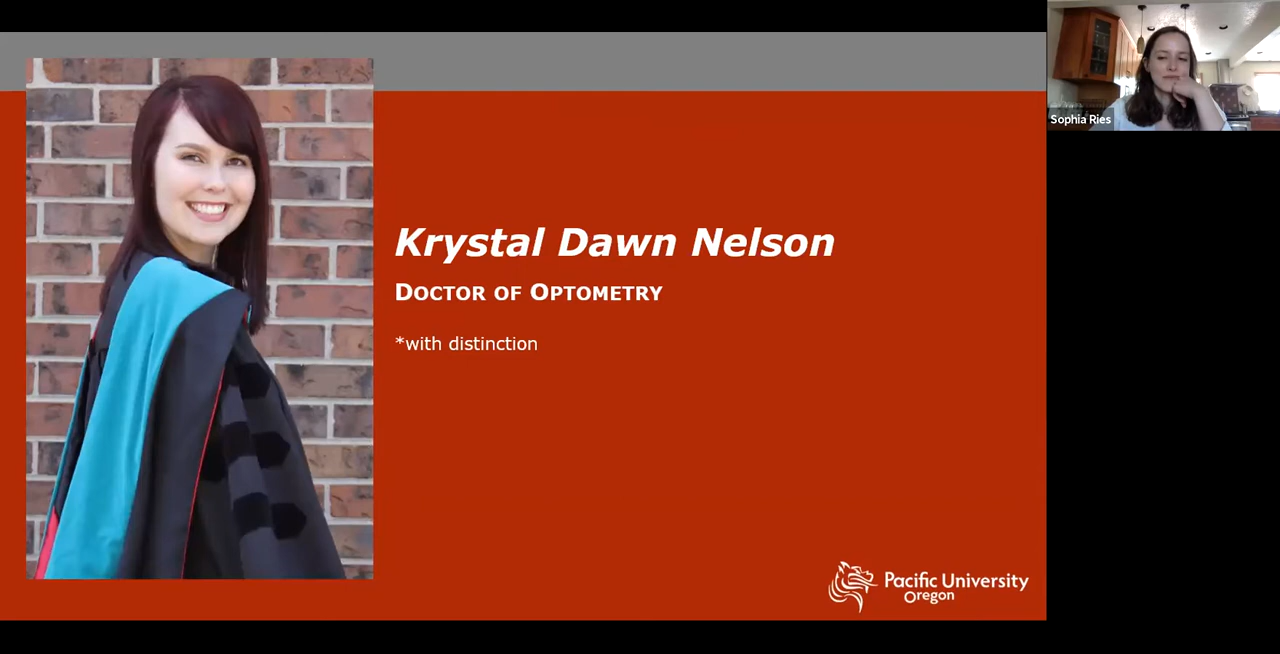 Krystal Dawn Nelson
Doctor of Optometry
*with distinction
Pacific University
Oregon
Sophia Ries